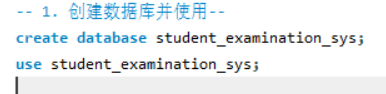 -- 1. 创建数据库并使用--
create database student_examination_sys;
use student_examination_sys;